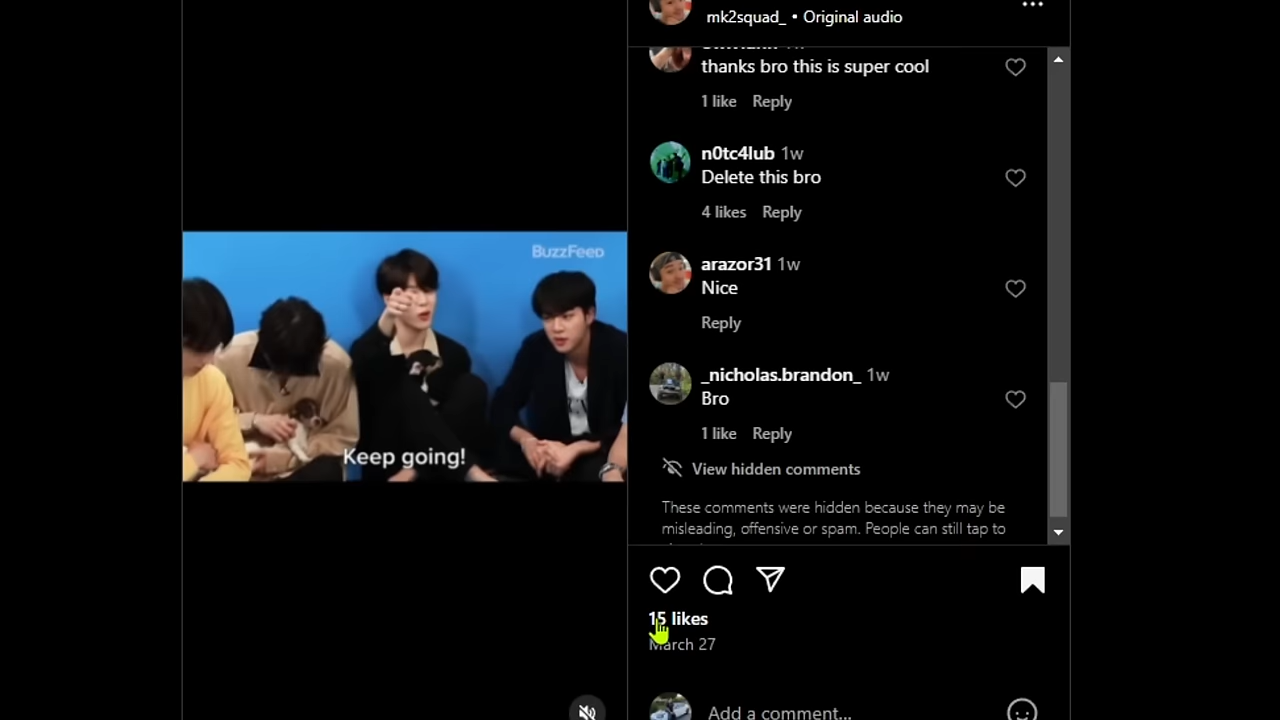 mk2squad_ • Original audio
thanks bro this is super cool
1 like Reply
n0tc4lub 1w
Delete this bro
4 likes Reply
arazor31 1w
Nice
Reply
_nicholas.brandon_ 1w
Bro
1 like Reply
View hidden comments
These comments were hidden because they may be
misleading, offensive or spam. People can still tap to
15 likes
March 27
Add a comment...
BuzzFeed
Keep going!